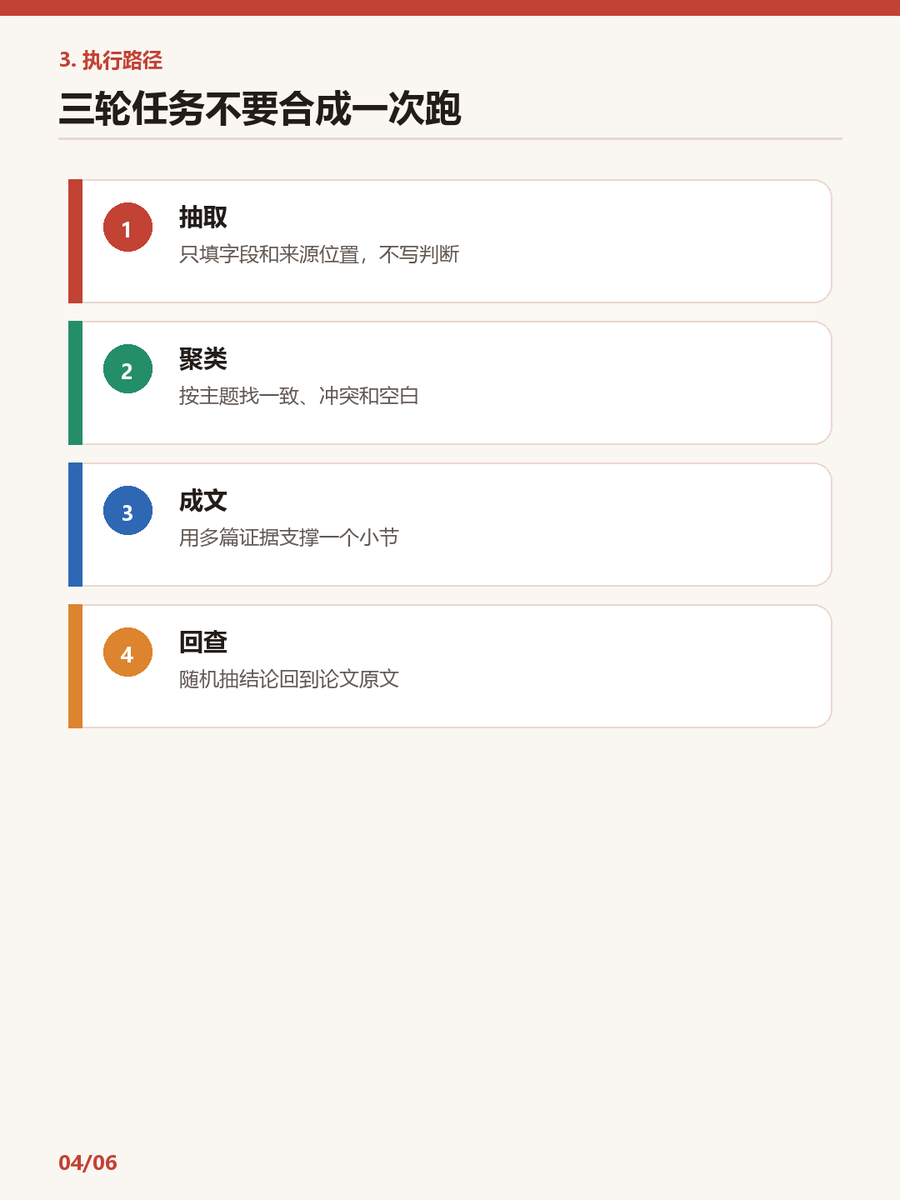 3. 执行路径
三轮任务不要合成一次跑
1
抽取
只填字段和来源位置，不写判断
2
聚类
按主题找一致、冲突和空白
3
成文
用多篇证据支撑一个小节
4
回查
随机抽结论回到论文原文
04/06